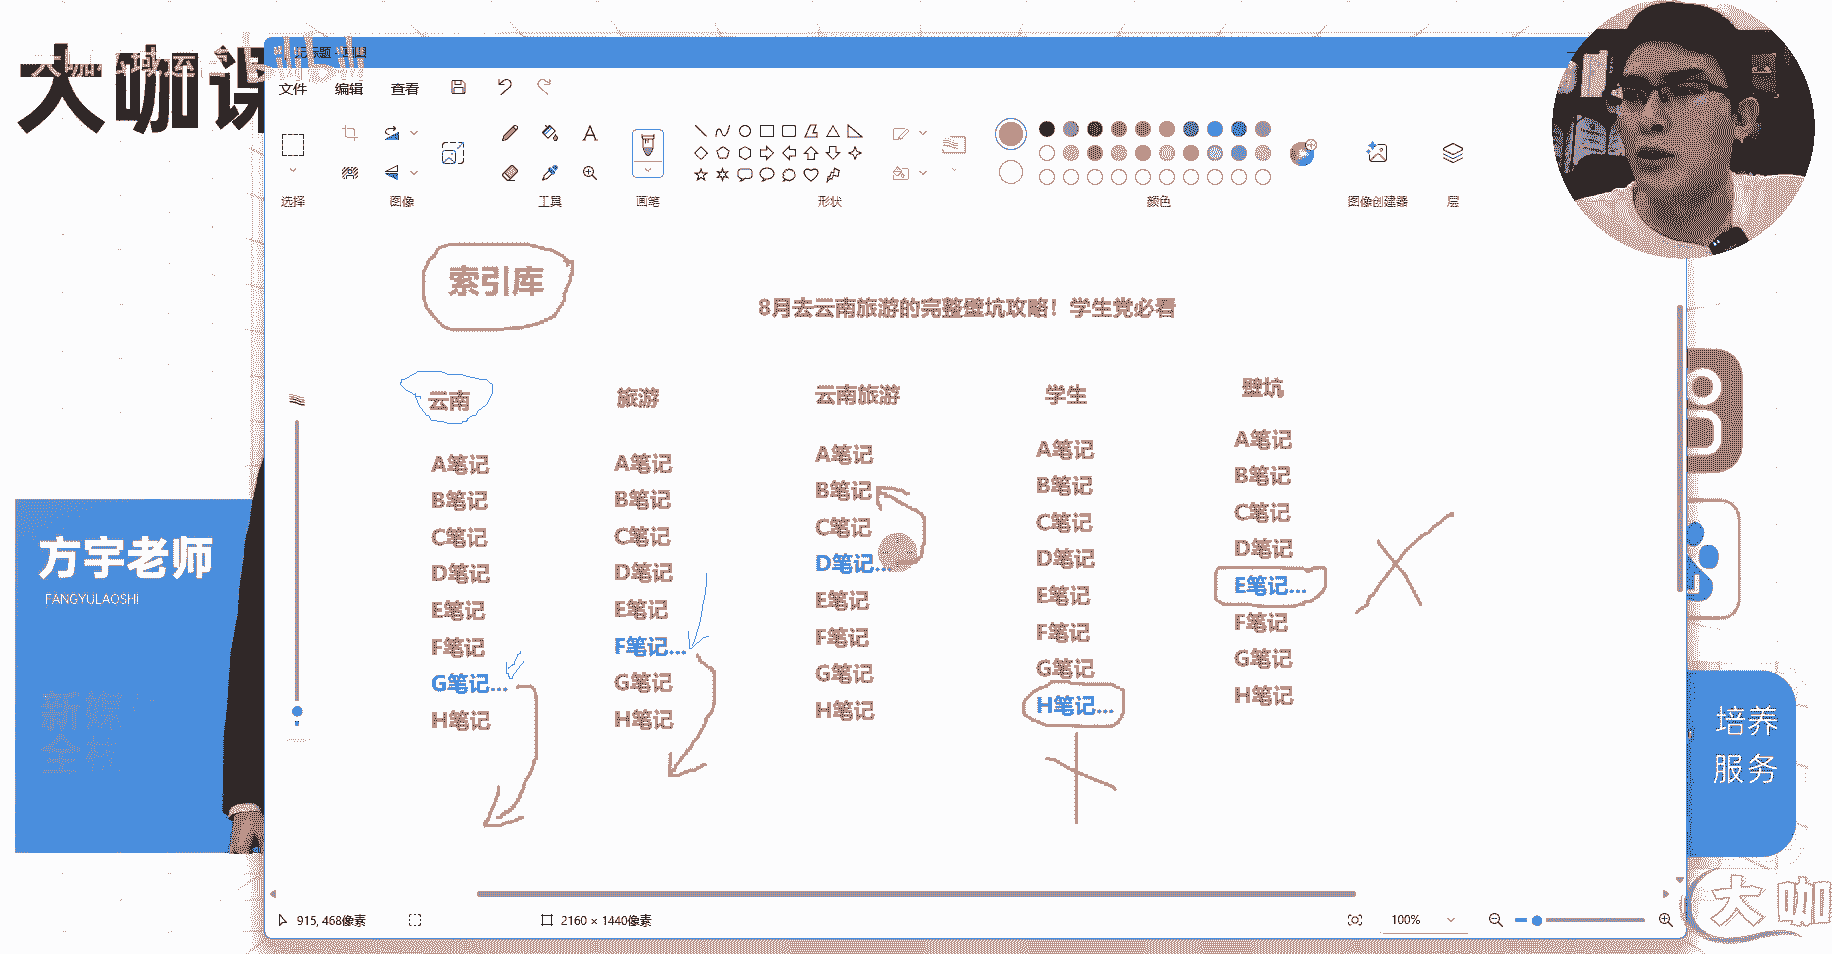 大咖课
无标题 - 画图
文件 编辑 查看
选择 图像 工具 画笔 形状 颜色 图像创建器 层
索引库
8月去云南旅游的完整壁坑攻略！学生党必看
云南
A笔记
B笔记
C笔记
D笔记
E笔记
F笔记
G笔记...
H笔记
旅游
A笔记
B笔记
C笔记
D笔记
E笔记
F笔记...
G笔记
H笔记
云南旅游
A笔记
B笔记
C笔记
D笔记...
E笔记
F笔记
G笔记
H笔记
学生
A笔记
B笔记
C笔记
D笔记
E笔记
F笔记
G笔记
H笔记...
壁坑
A笔记
B笔记
C笔记
D笔记
E笔记...
F笔记
G笔记
H笔记
方宇老师
FANGYULAOSHI
培养
服务
大咖
915, 468像素
2160 × 1440像素
100%